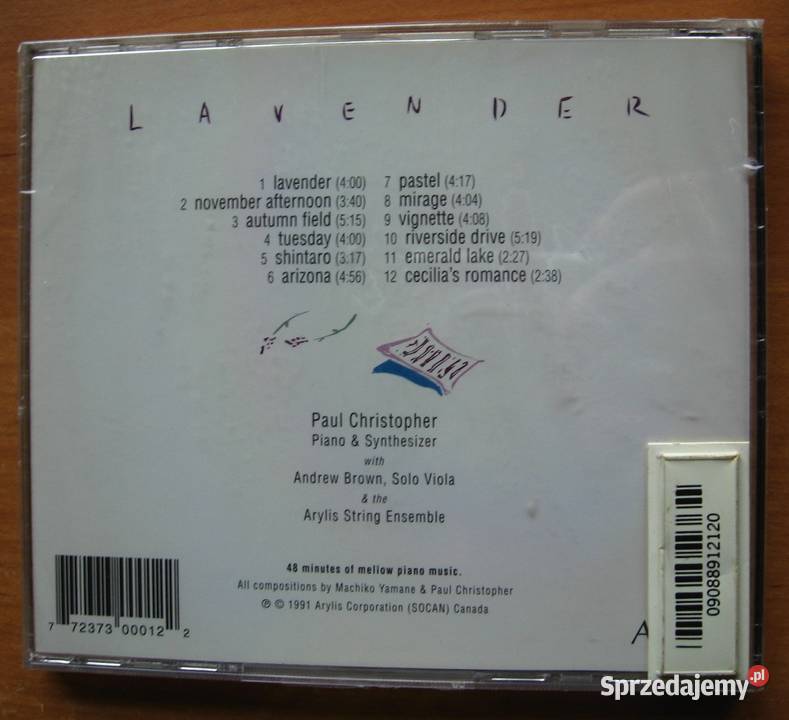 LAVENDER
1 lavender (4:00)
2 november afternoon (3:40)
3 autumn field (5:15)
4 tuesday (4:00)
5 shintaro (3.17)
6 arizona (4:56)
7 pastel (4:17)
8 mirage (4:04)
9 vignette (4:08)
10 riverside drive (5:19)
11 emerald lake (2.27)
12 cecilia's romance (2:38)
Paul Christopher
Piano & Synthesizer
with
Andrew Brown, Solo Viola
& the
Arylis String Ensemble
48 minutes of mellow piano music.
All compositions by Machiko Yamane & Paul Christopher
℗ © 1991 Arylis Corporation (SOCAN) Canada
7 72373 00012 2
A
09088912120
Sprzedajemy.pl